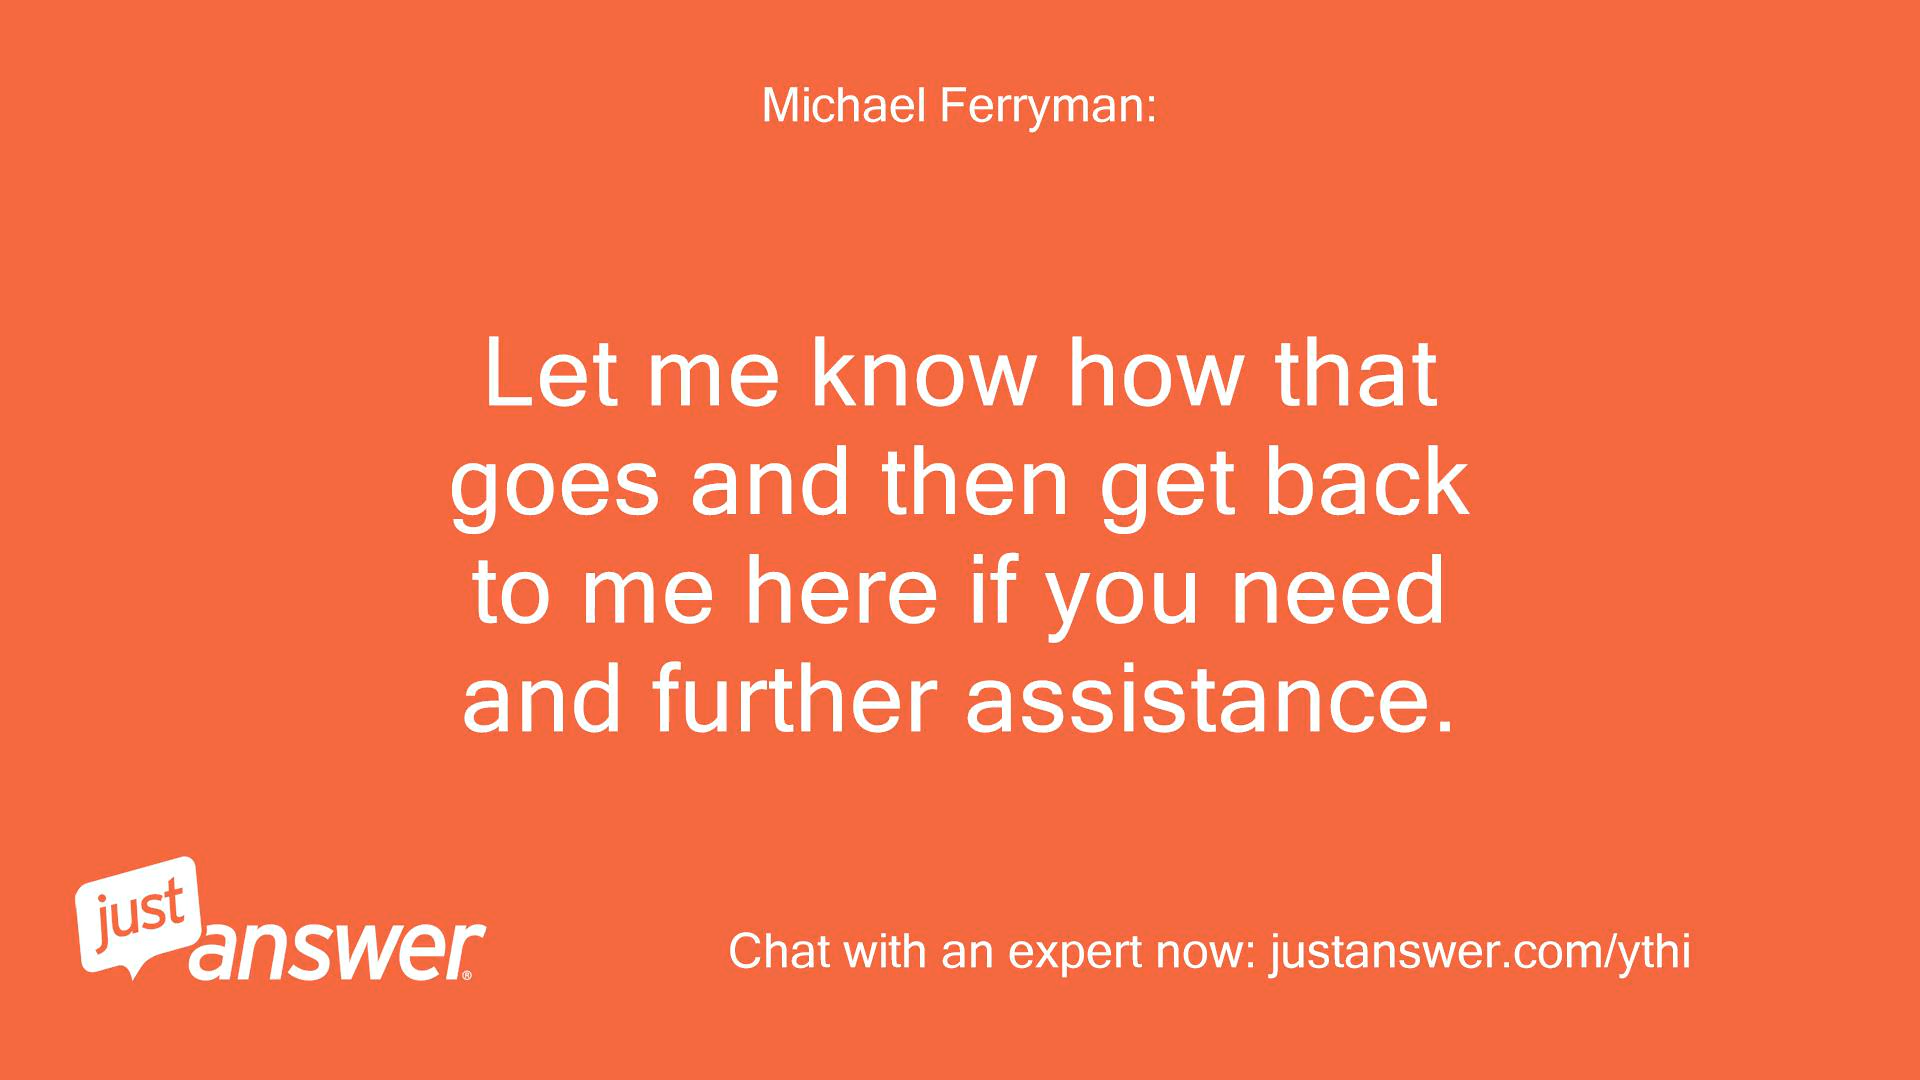 Michael Ferryman:
Let me know how that
goes and then get back
to me here if you need
and further assistance.
just
answer®
Chat with an expert now: justanswer.com/ythi